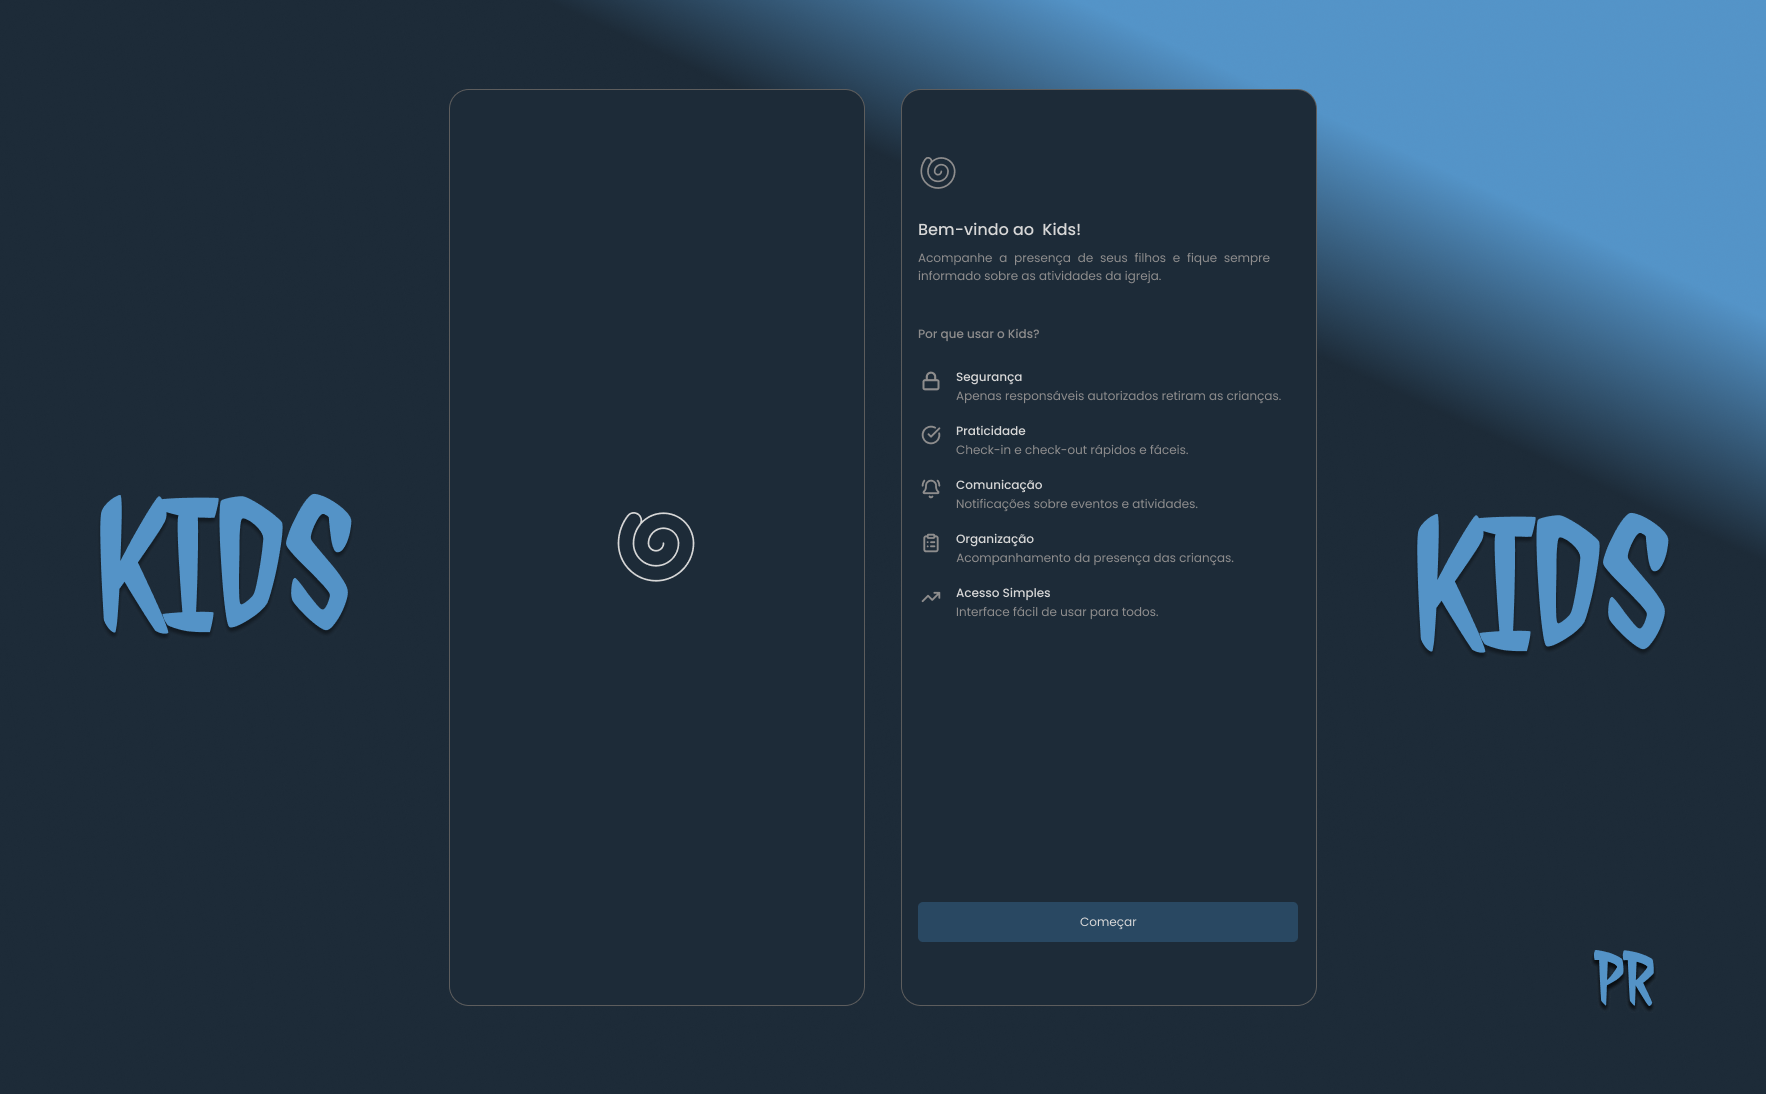 KIDS
Bem-vindo ao Kids!
Acompanhe a presença de seus filhos e fique sempre
informado sobre as atividades da igreja.
Por que usar o Kids?
Segurança
Apenas responsáveis autorizados retiram as crianças.
Praticidade
Check-in e check-out rápidos e fáceis.
Comunicação
Notificações sobre eventos e atividades.
Organização
Acompanhamento da presença das crianças.
Acesso Simples
Interface fácil de usar para todos.
Começar
KIDS
PR